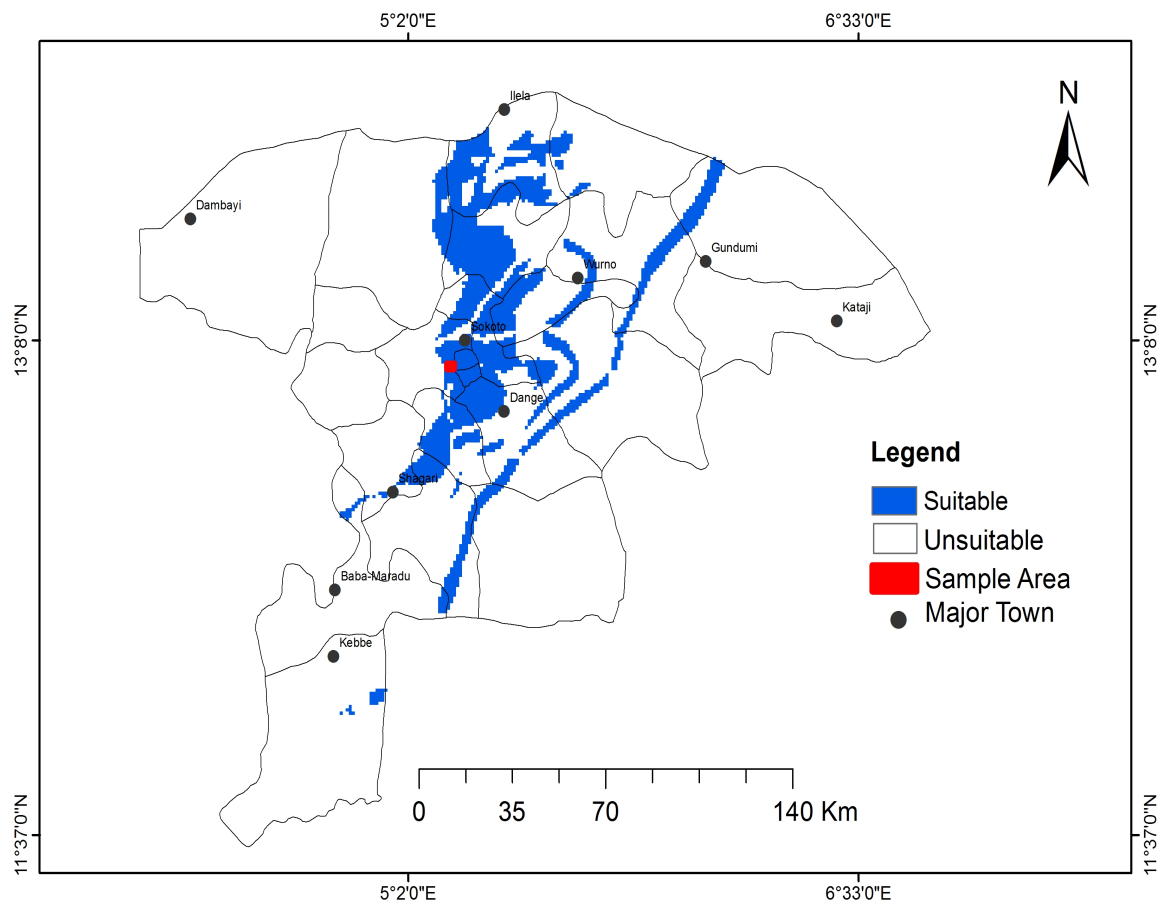 5°2'0"E 6°33'0"E
N
Ilela
Dambayi
Gundumi
Wurno
Kataji
Sokoto
13°8'0"N 13°8'0"N
Dange
Legend
Shagari
Suitable
Unsuitable
Baba-Maradu
Sample Area
Major Town
Kebbe
0 35 70 140 Km
11°37'0"N 11°37'0"N
5°2'0"E 6°33'0"E